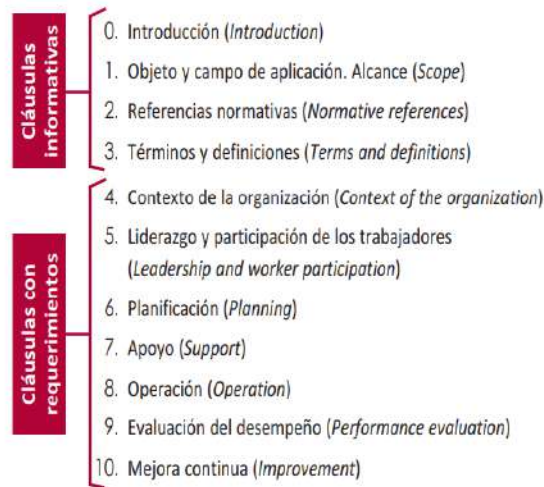 Cláusulas
informativas
0. Introducción (Introduction)
1. Objeto y campo de aplicación. Alcance (Scope)
2. Referencias normativas (Normative references)
3. Términos y definiciones (Terms and definitions)
Cláusulas con
requerimientos
4. Contexto de la organización (Context of the organization)
5. Liderazgo y participación de los trabajadores
(Leadership and worker participation)
6. Planificación (Planning)
7. Apoyo (Support)
8. Operación (Operation)
9. Evaluación del desempeño (Performance evaluation)
10. Mejora continua (Improvement)